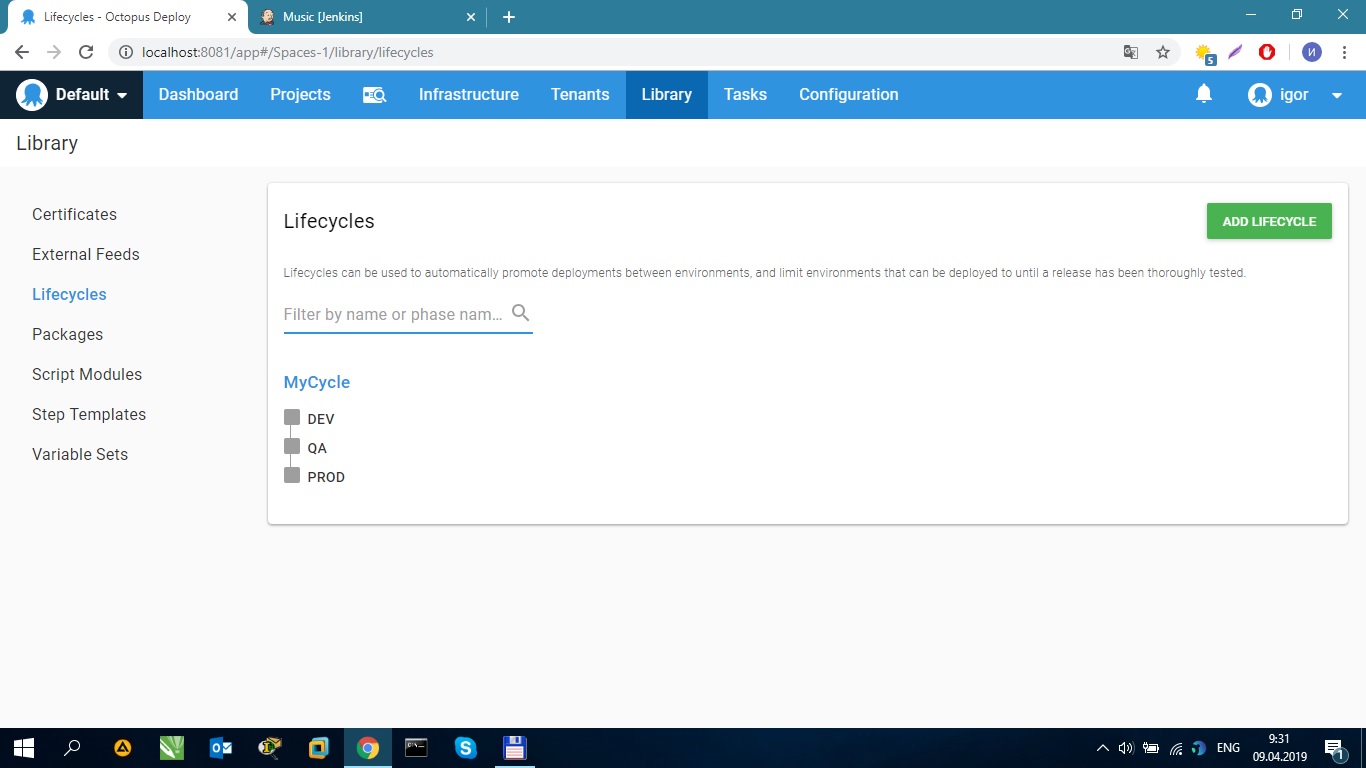 Lifecycles - Octopus Deploy
Music [Jenkins]
localhost:8081/app#/Spaces-1/library/lifecycles
5
И
Default Dashboard Projects Infrastructure Tenants Library Tasks Configuration igor
Library
Certificates
External Feeds
Lifecycles
Packages
Script Modules
Step Templates
Variable Sets
Lifecycles
ADD LIFECYCLE
Lifecycles can be used to automatically promote deployments between environments, and limit environments that can be deployed to until a release has been thoroughly tested.
Filter by name or phase nam...
MyCycle
DEV
QA
PROD
ENG
9:31
09.04.2019
1